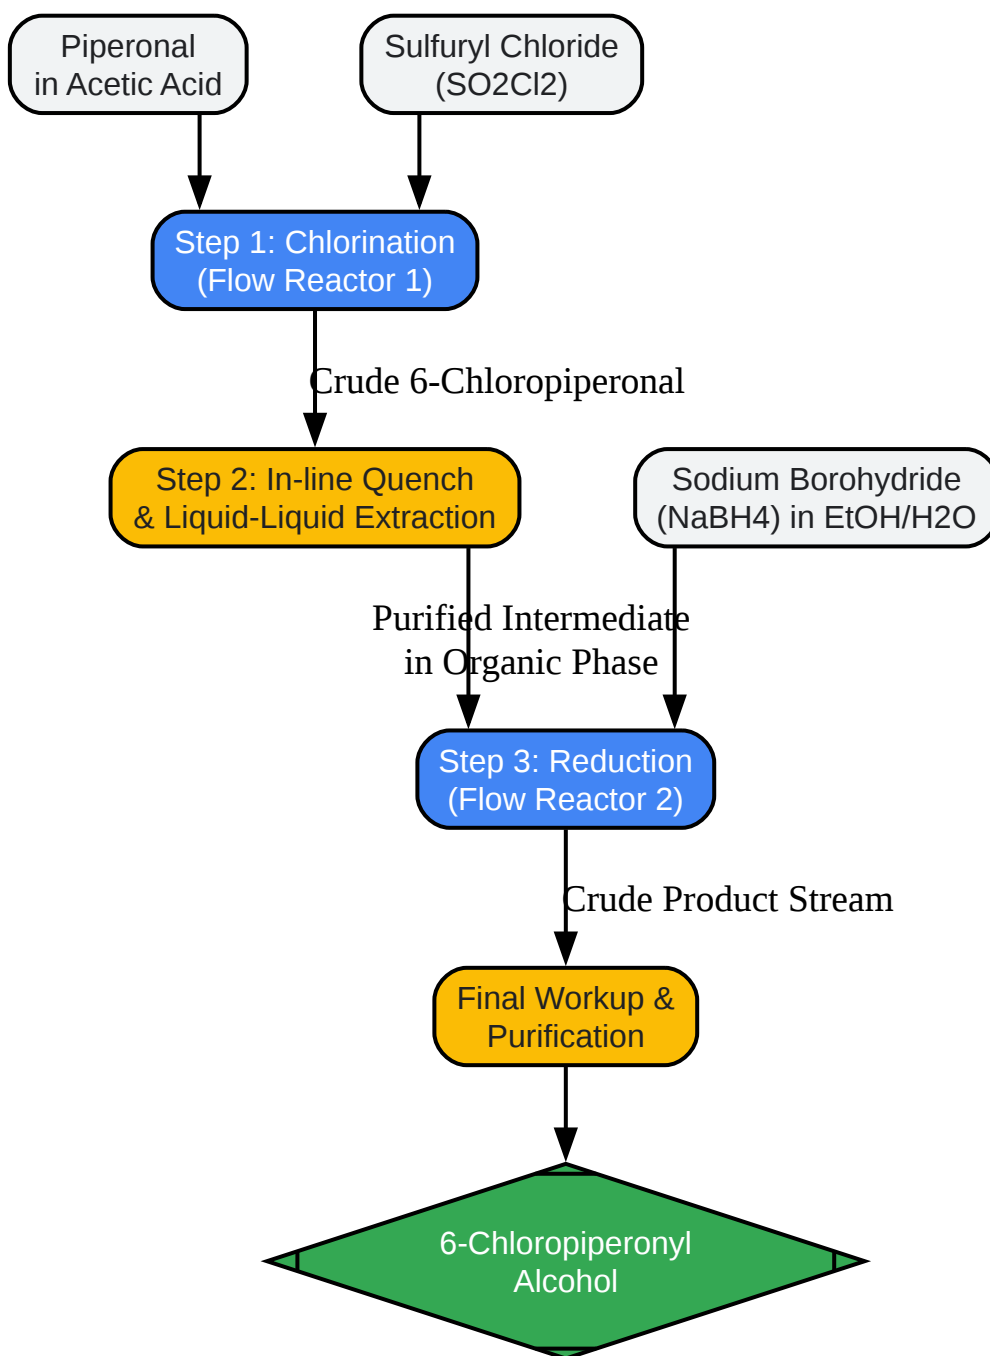 Piperonal
in Acetic Acid
Sulfuryl Chloride
(SO2Cl2)
Step 1: Chlorination
(Flow Reactor 1)
Crude 6-Chloropiperonal
Step 2: In-line Quench
& Liquid-Liquid Extraction
Sodium Borohydride
(NaBH4) in EtOH/H2O
Purified Intermediate
in Organic Phase
Step 3: Reduction
(Flow Reactor 2)
Crude Product Stream
Final Workup &
Purification
6-Chloropiperonyl
Alcohol